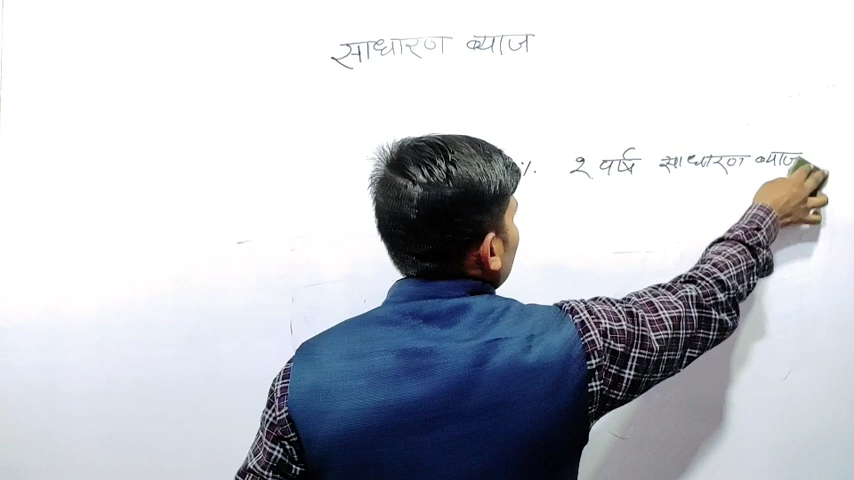 साधारण ब्याज
%. २ वर्ष साधारण ब्याज